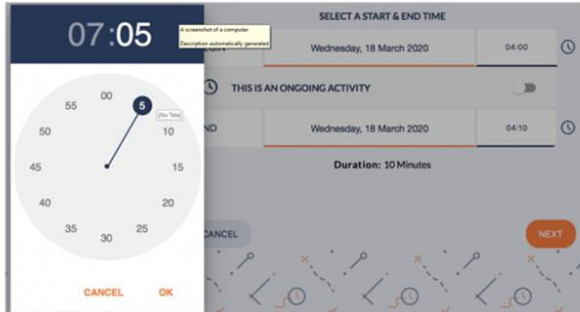 07:05
A screenshot of a computer
Description automatically generated
SELECT A START & END TIME
Wednesday, 18 March 2020
04:00
THIS IS AN ONGOING ACTIVITY
ND
Wednesday, 18 March 2020
04:10
Duration: 10 Minutes
00
5
10
15
20
25
30
35
40
45
50
55
[No Title]
CANCEL
OK
CANCEL
NEXT